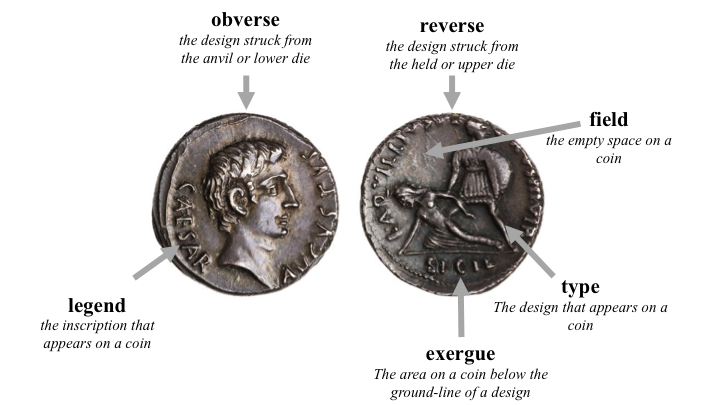 obverse
the design struck from
the anvil or lower die
reverse
the design struck from
the held or upper die
field
the empty space on a
coin
CAESAR
AVGVSTVS
SICIL
legend
the inscription that
appears on a coin
type
The design that appears on a
coin
exergue
The area on a coin below the
ground-line of a design